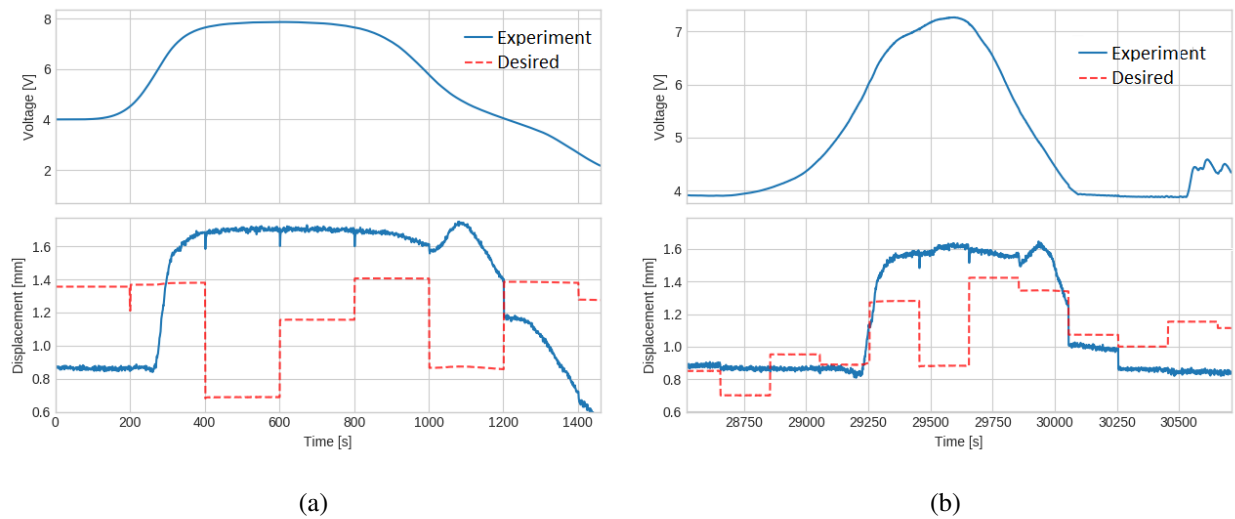 8
6
4
2
Voltage [V]
Experiment
Desired
1.6
1.4
1.2
1.0
0.8
0.6
Displacement [mm]
0 200 400 600 800 1000 1200 1400
Time [s]
(a)
7
6
5
4
Voltage [V]
Experiment
Desired
1.6
1.4
1.2
1.0
0.8
0.6
Displacement [mm]
28750 29000 29250 29500 29750 30000 30250 30500
Time [s]
(b)